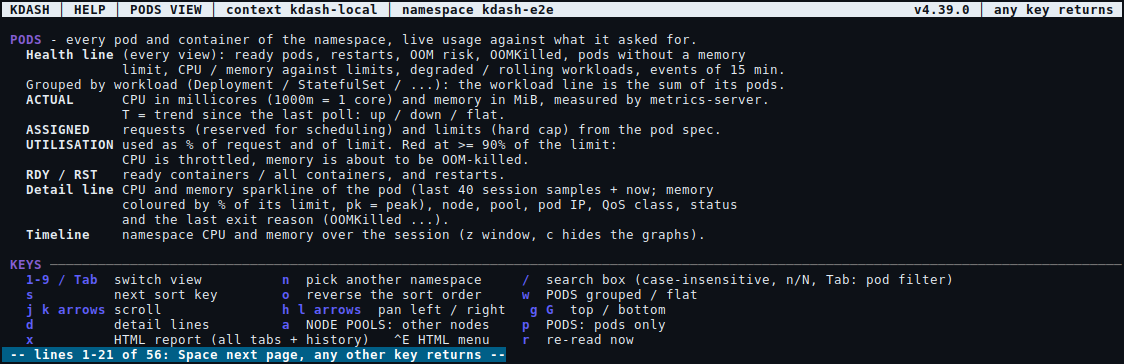 KDASH │ HELP │ PODS VIEW │ context kdash-local │ namespace kdash-e2e v4.39.0 │ any key returns
PODS - every pod and container of the namespace, live usage against what it asked for.
Health line (every view): ready pods, restarts, OOM risk, OOMKilled, pods without a memory
limit, CPU / memory against limits, degraded / rolling workloads, events of 15 min.
Grouped by workload (Deployment / StatefulSet / ...): the workload line is the sum of its pods.
ACTUAL CPU in millicores (1000m = 1 core) and memory in MiB, measured by metrics-server.
T = trend since the last poll: up / down / flat.
ASSIGNED requests (reserved for scheduling) and limits (hard cap) from the pod spec.
UTILISATION used as % of request and of limit. Red at >= 90% of the limit:
CPU is throttled, memory is about to be OOM-killed.
RDY / RST ready containers / all containers, and restarts.
Detail line CPU and memory sparkline of the pod (last 40 session samples + now; memory
coloured by % of its limit, pk = peak), node, pool, pod IP, QoS class, status
and the last exit reason (OOMKilled ...).
Timeline namespace CPU and memory over the session (z window, c hides the graphs).
KEYS
1-9 / Tab switch view n pick another namespace / search box (case-insensitive, n/N, Tab: pod filter)
s next sort key o reverse the sort order w PODS grouped / flat
j k arrows scroll h l arrows pan left / right g G top / bottom
d detail lines a NODE POOLS: other nodes p PODS: pods only
x HTML report (all tabs + history) ^E HTML menu r re-read now
-- lines 1-21 of 56: Space next page, any other key returns --